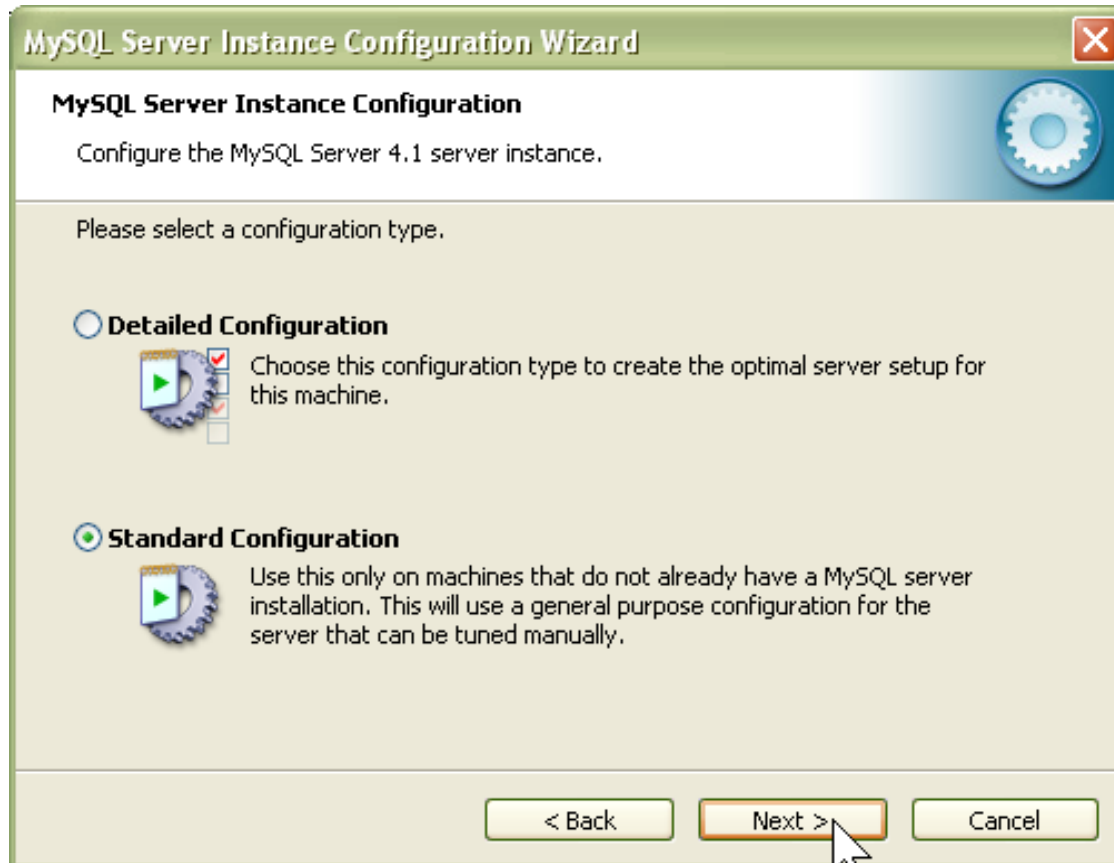 MySQL Server Instance Configuration Wizard
MySQL Server Instance Configuration
Configure the MySQL Server 4.1 server instance.
Please select a configuration type.
Detailed Configuration
Choose this configuration type to create the optimal server setup for
this machine.
Standard Configuration
Use this only on machines that do not already have a MySQL server
installation. This will use a general purpose configuration for the
server that can be tuned manually.
< Back
Next >
Cancel